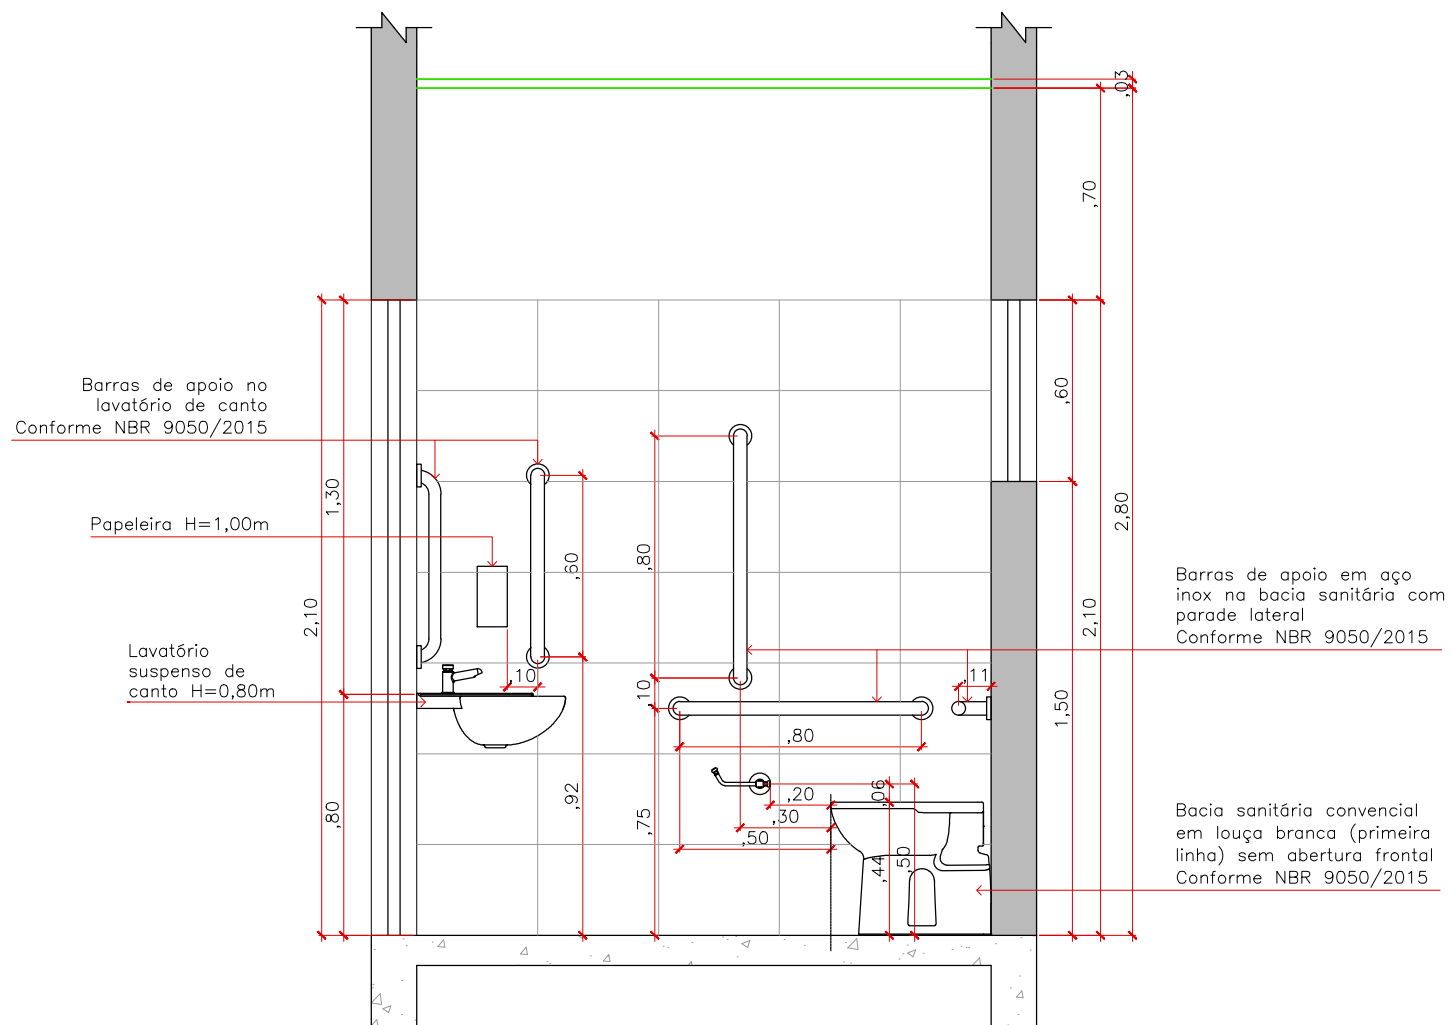 ,03
,70
Barras de apoio no
lavatório de canto
Conforme NBR 9050/2015
,60
1,30
Papeleira H=1,00m
2,80
,80
,60
Barras de apoio em aço
inox na bacia sanitária com
parade lateral
Conforme NBR 9050/2015
2,10
2,10
Lavatório
suspenso de
canto H=0,80m
,10
,10
,11
1,50
,80
,80
,92
,75
,06
,20
,30
,50
,44
,50
Bacia sanitária convencial
em louça branca (primeira
linha) sem abertura frontal
Conforme NBR 9050/2015